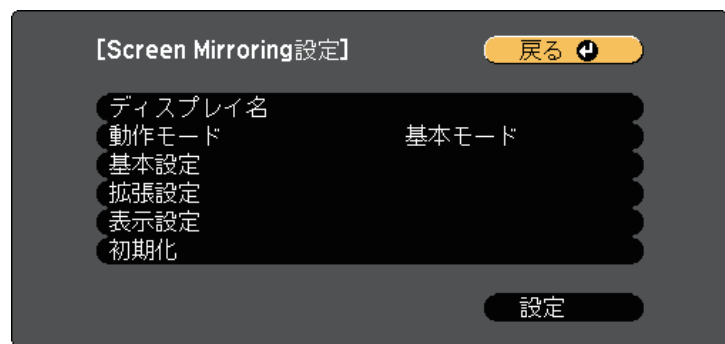 [Screen Mirroring設定]
戻る
ディスプレイ名
動作モード 基本モード
基本設定
拡張設定
表示設定
初期化
設定